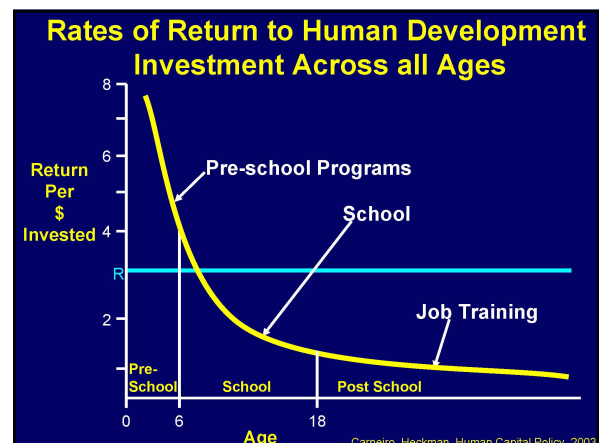 Rates of Return to Human Development
Investment Across all Ages
8
6
4
2
Return
Per
$
Invested
R
Pre-school Programs
School
Job Training
Pre-
School
School
Post School
0
6
18
Age
Carneiro, Heckman, Human Capital Policy, 2003